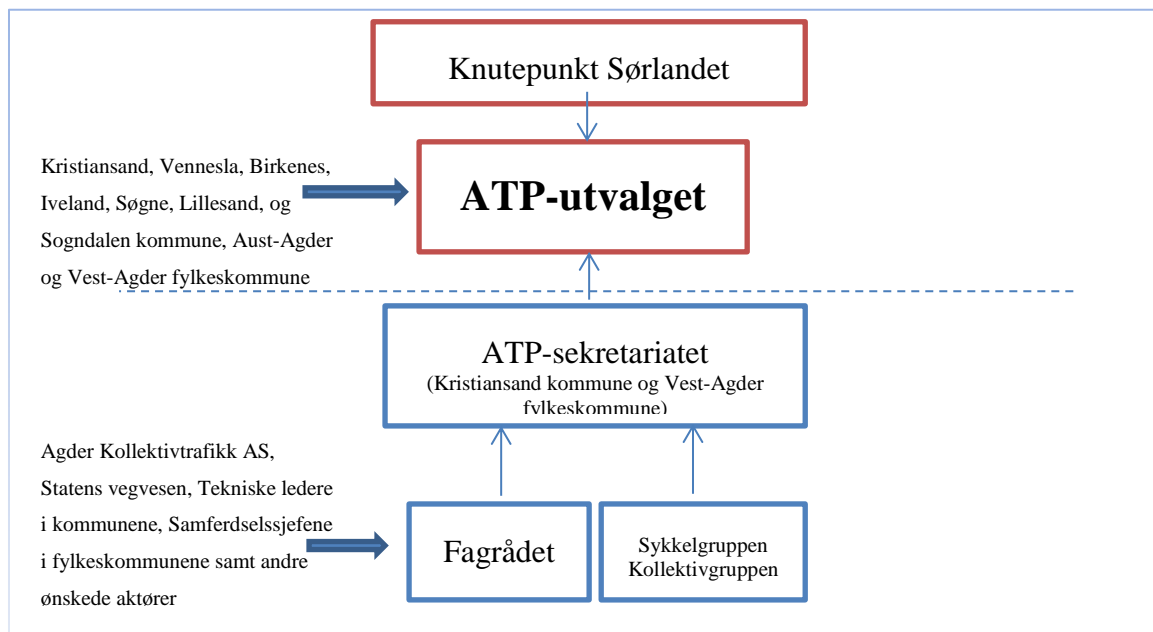 Knutepunkt Sørlandet
Kristiansand, Vennesla, Birkenes,
Iveland, Søgne, Lillesand, og
Sogndalen kommune, Aust-Agder
og Vest-Agder fylkeskommune
ATP-utvalget
ATP-sekretariatet
(Kristiansand kommune og Vest-Agder
fylkeskommune)
Agder Kollektivtrafikk AS,
Statens vegvesen, Tekniske ledere
i kommunene, Samferdselssjefene
i fylkeskommunene samt andre
ønskede aktører
Fagrådet
Sykkelgruppen
Kollektivgruppen